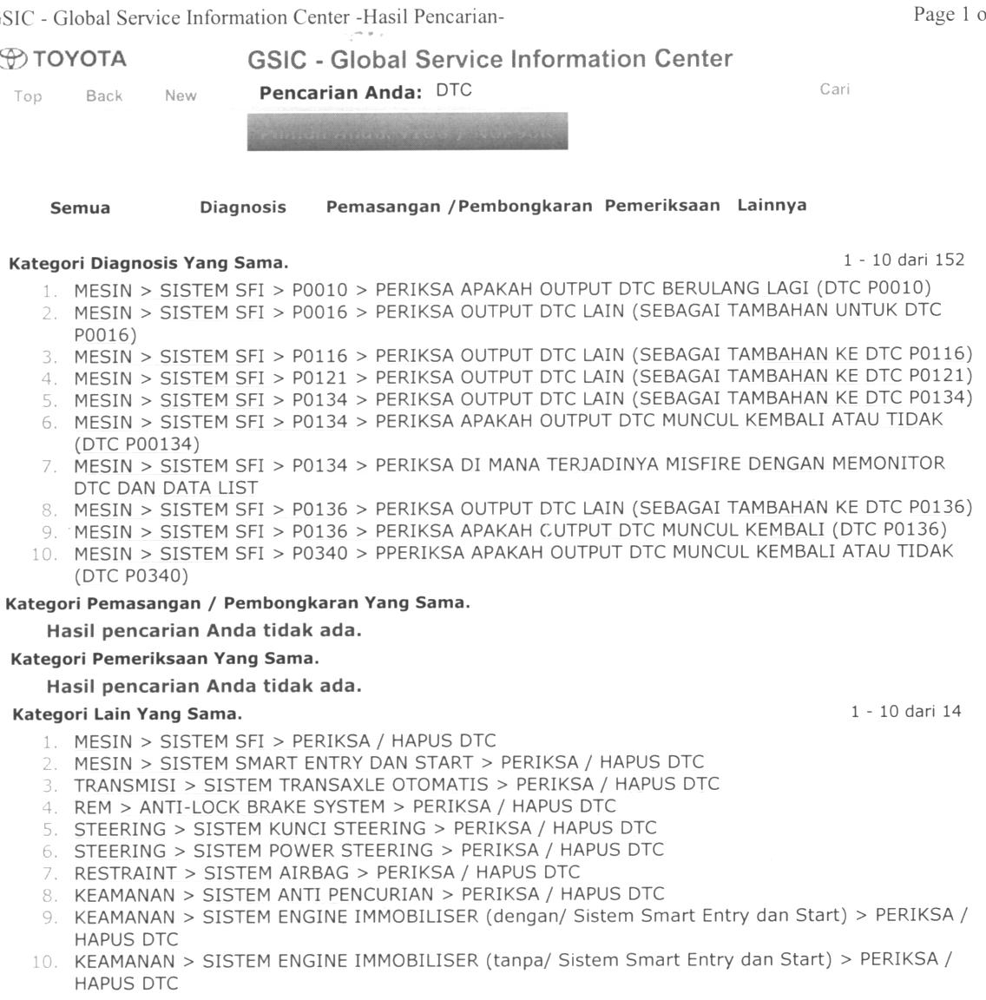 SIC - Global Service Information Center -Hasil Pencarian-
Page 1 o
TOYOTA
GSIC - Global Service Information Center
Top Back New
Pencarian Anda: DTC
Cari
Semua Diagnosis Pemasangan /Pembongkaran Pemeriksaan Lainnya
Kategori Diagnosis Yang Sama. 1 - 10 dari 152
1. MESIN > SISTEM SFI > P0010 > PERIKSA APAKAH OUTPUT DTC BERULANG LAGI (DTC P0010)
2. MESIN > SISTEM SFI > P0016 > PERIKSA OUTPUT DTC LAIN (SEBAGAI TAMBAHAN UNTUK DTC
P0016)
3. MESIN > SISTEM SFI > P0116 > PERIKSA OUTPUT DTC LAIN (SEBAGAI TAMBAHAN KE DTC P0116)
4. MESIN > SISTEM SFI > P0121 > PERIKSA OUTPUT DTC LAIN (SEBAGAI TAMBAHAN KE DTC P0121)
5. MESIN > SISTEM SFI > P0134 > PERIKSA OUTPUT DTC LAIN (SEBAGAI TAMBAHAN KE DTC P0134)
6. MESIN > SISTEM SFI > P0134 > PERIKSA APAKAH OUTPUT DTC MUNCUL KEMBALI ATAU TIDAK
(DTC P00134)
7. MESIN > SISTEM SFI > P0134 > PERIKSA DI MANA TERJADINYA MISFIRE DENGAN MEMONITOR
DTC DAN DATA LIST
8. MESIN > SISTEM SFI > P0136 > PERIKSA OUTPUT DTC LAIN (SEBAGAI TAMBAHAN KE DTC P0136)
9. MESIN > SISTEM SFI > P0136 > PERIKSA APAKAH OUTPUT DTC MUNCUL KEMBALI (DTC P0136)
10. MESIN > SISTEM SFI > P0340 > PPERIKSA APAKAH OUTPUT DTC MUNCUL KEMBALI ATAU TIDAK
(DTC P0340)
Kategori Pemasangan / Pembongkaran Yang Sama.
Hasil pencarian Anda tidak ada.
Kategori Pemeriksaan Yang Sama.
Hasil pencarian Anda tidak ada.
Kategori Lain Yang Sama. 1 - 10 dari 14
1. MESIN > SISTEM SFI > PERIKSA / HAPUS DTC
2. MESIN > SISTEM SMART ENTRY DAN START > PERIKSA / HAPUS DTC
3. TRANSMISI > SISTEM TRANSAXLE OTOMATIS > PERIKSA / HAPUS DTC
4. REM > ANTI-LOCK BRAKE SYSTEM > PERIKSA / HAPUS DTC
5. STEERING > SISTEM KUNCI STEERING > PERIKSA / HAPUS DTC
6. STEERING > SISTEM POWER STEERING > PERIKSA / HAPUS DTC
7. RESTRAINT > SISTEM AIRBAG > PERIKSA / HAPUS DTC
8. KEAMANAN > SISTEM ANTI PENCURIAN > PERIKSA / HAPUS DTC
9. KEAMANAN > SISTEM ENGINE IMMOBILISER (dengan/ Sistem Smart Entry dan Start) > PERIKSA /
HAPUS DTC
10. KEAMANAN > SISTEM ENGINE IMMOBILISER (tanpa/ Sistem Smart Entry dan Start) > PERIKSA /
HAPUS DTC